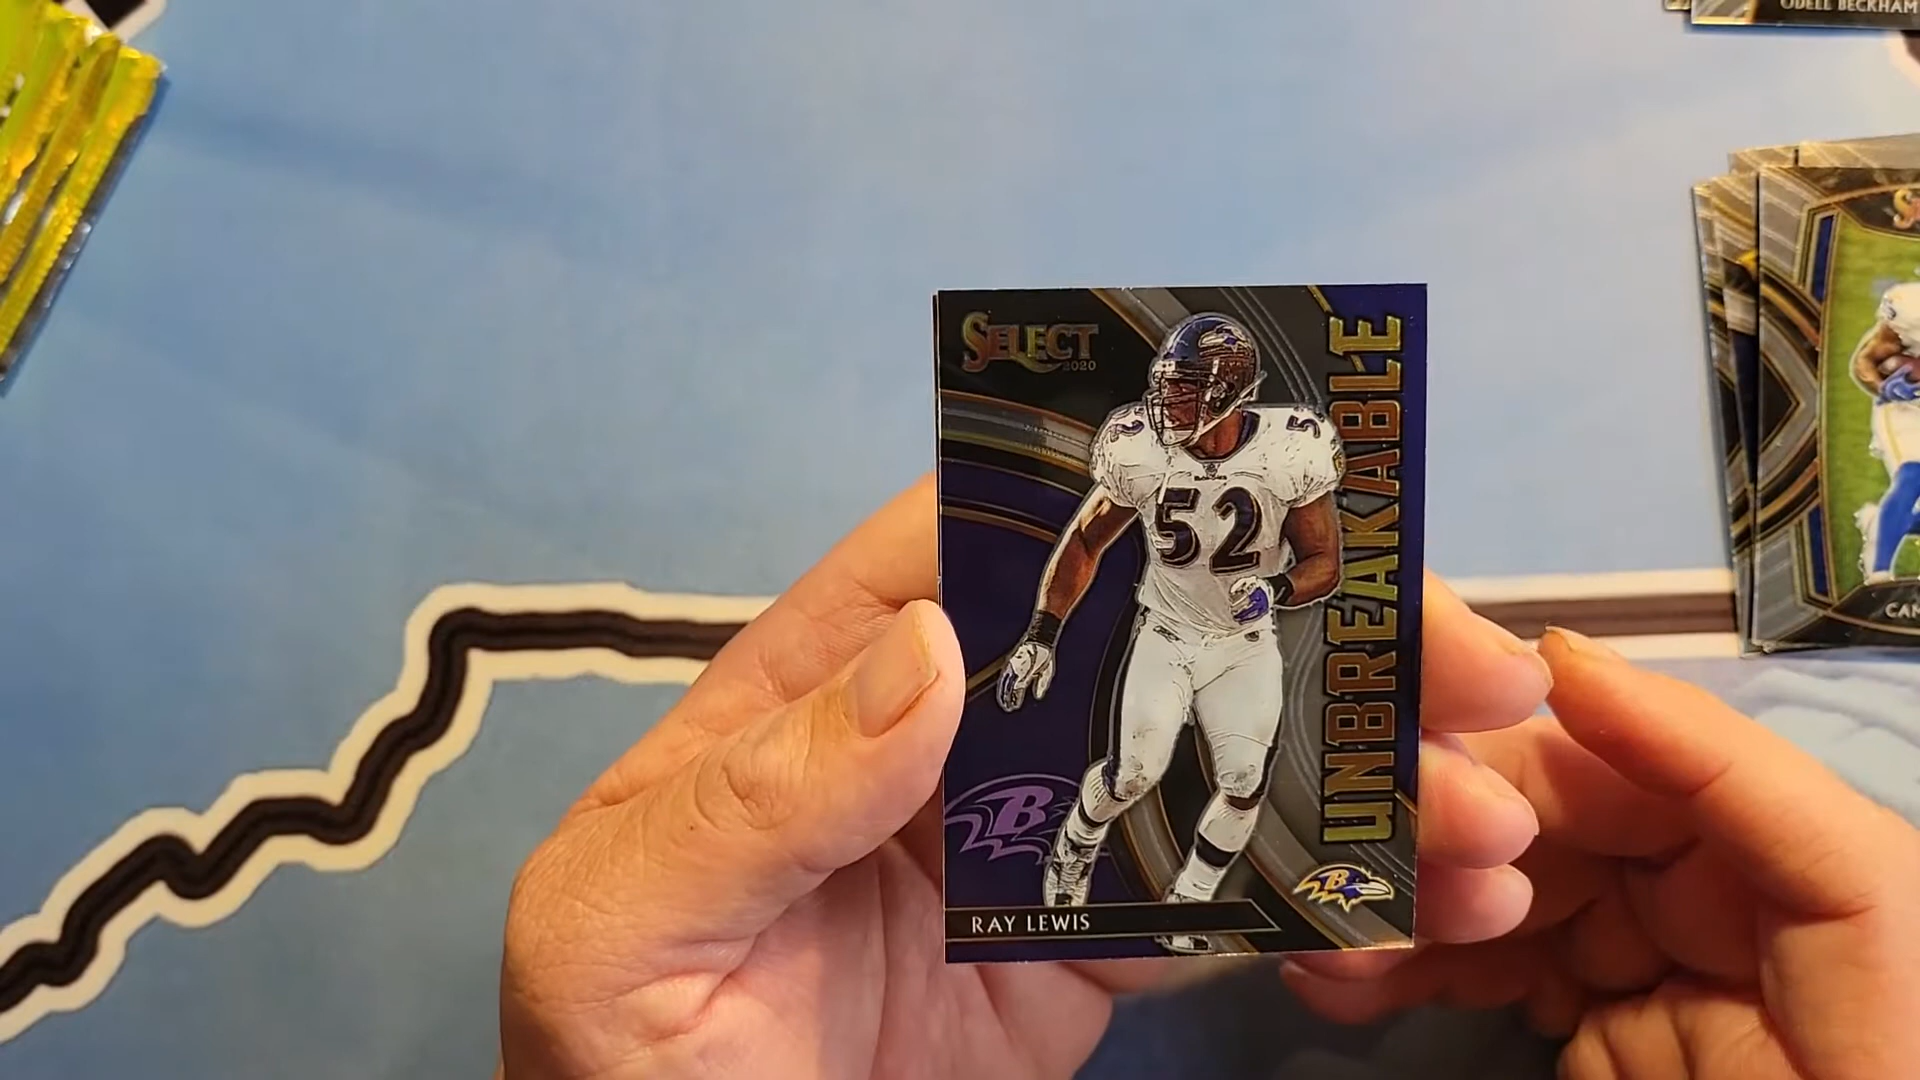 ODELL BECKHAM
SELECT
2020
UNBREAKABLE
52
52
B
B
RAY LEWIS